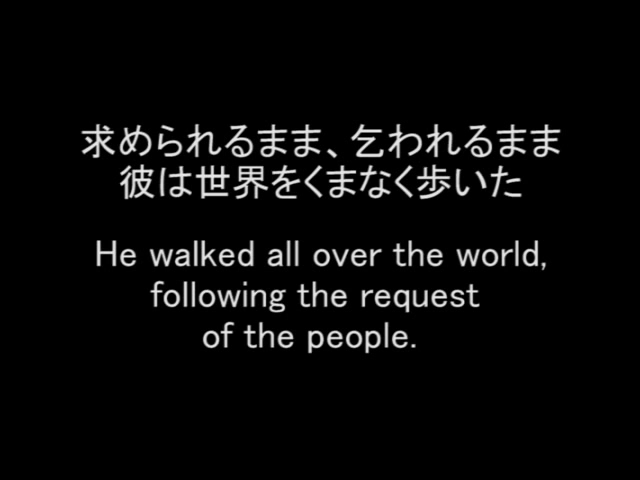 求められるまま、乞われるまま
彼は世界をくまなく歩いた
He walked all over the world,
following the request
of the people.